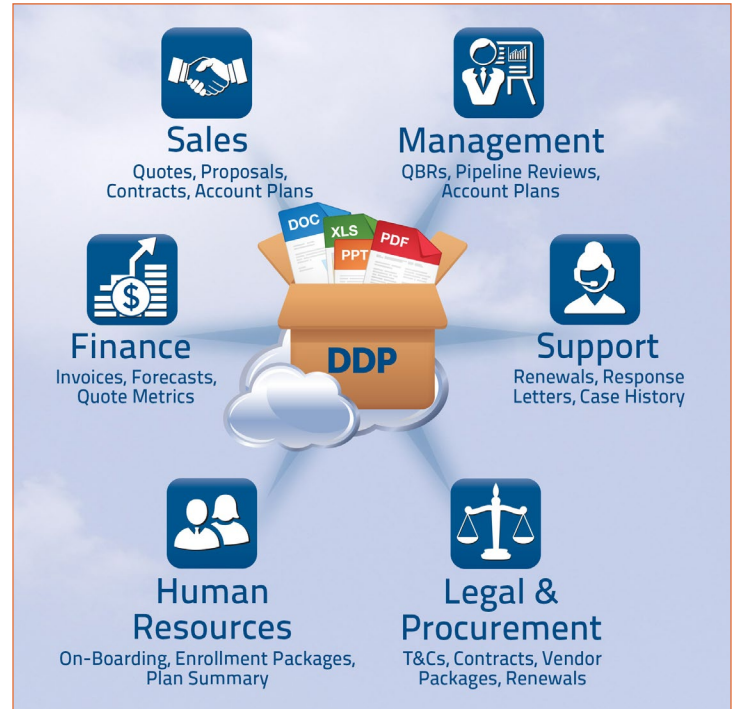 Sales
Quotes, Proposals,
Contracts, Account Plans
Management
QBRs, Pipeline Reviews,
Account Plans
DOC
XLS
PPT
PDF
DDP
Finance
Invoices, Forecasts,
Quote Metrics
Support
Renewals, Response
Letters, Case History
Human
Resources
On-Boarding, Enrollment Packages,
Plan Summary
Legal &
Procurement
T&Cs, Contracts, Vendor
Packages, Renewals